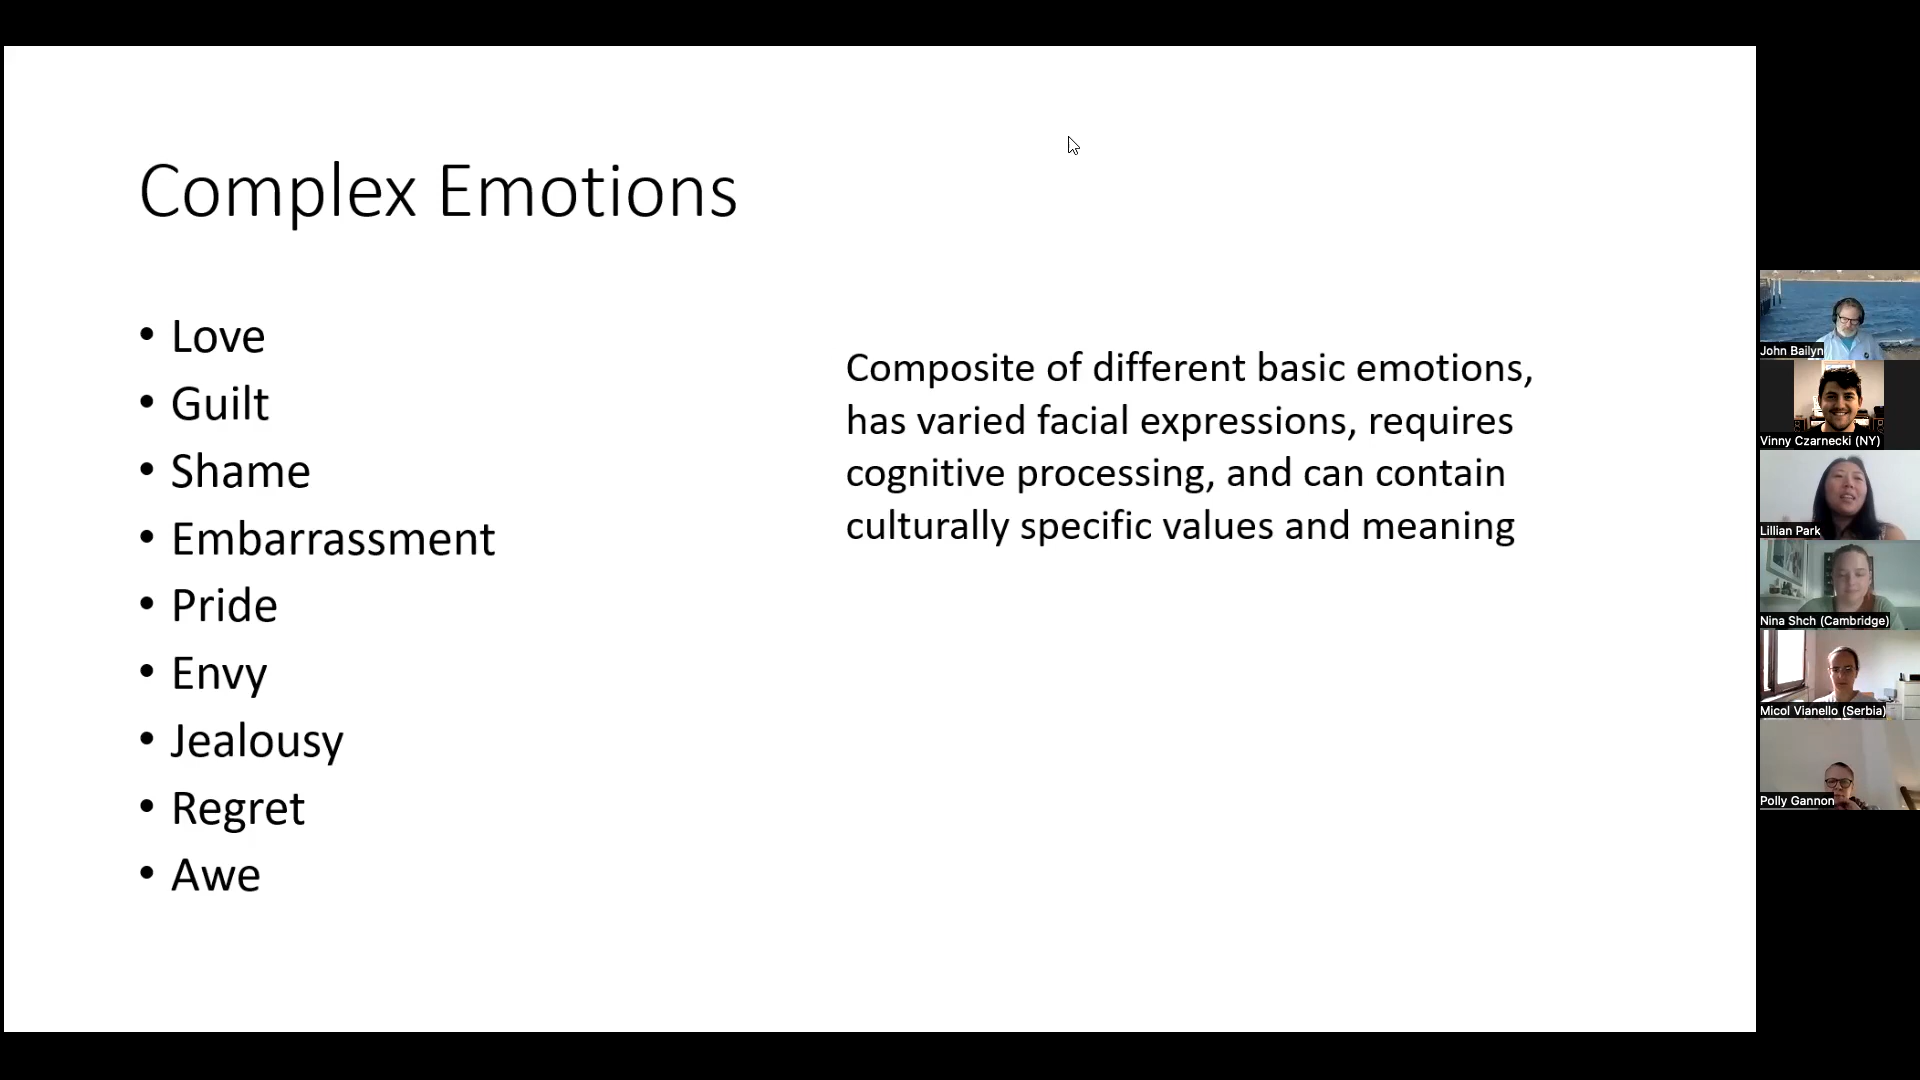 Complex Emotions
• Love
• Guilt
• Shame
• Embarrassment
• Pride
• Envy
• Jealousy
• Regret
• Awe
Composite of different basic emotions,
has varied facial expressions, requires
cognitive processing, and can contain
culturally specific values and meaning
John Bailyn
Vinny Czarnecki (NY)
Lillian Park
Nina Shch (Cambridge)
Micol Vianello (Serbia)
Polly Gannon